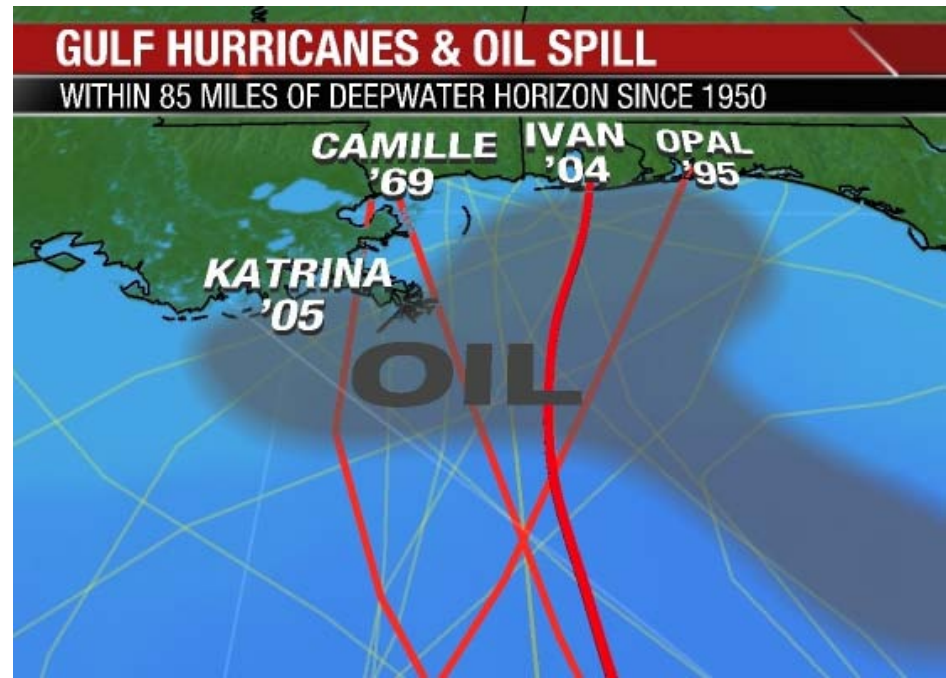 GULF HURRICANES & OIL SPILL
WITHIN 85 MILES OF DEEPWATER HORIZON SINCE 1950
CAMILLE
'69
IVAN
'04
OPAL
'95
KATRINA
'05
OIL